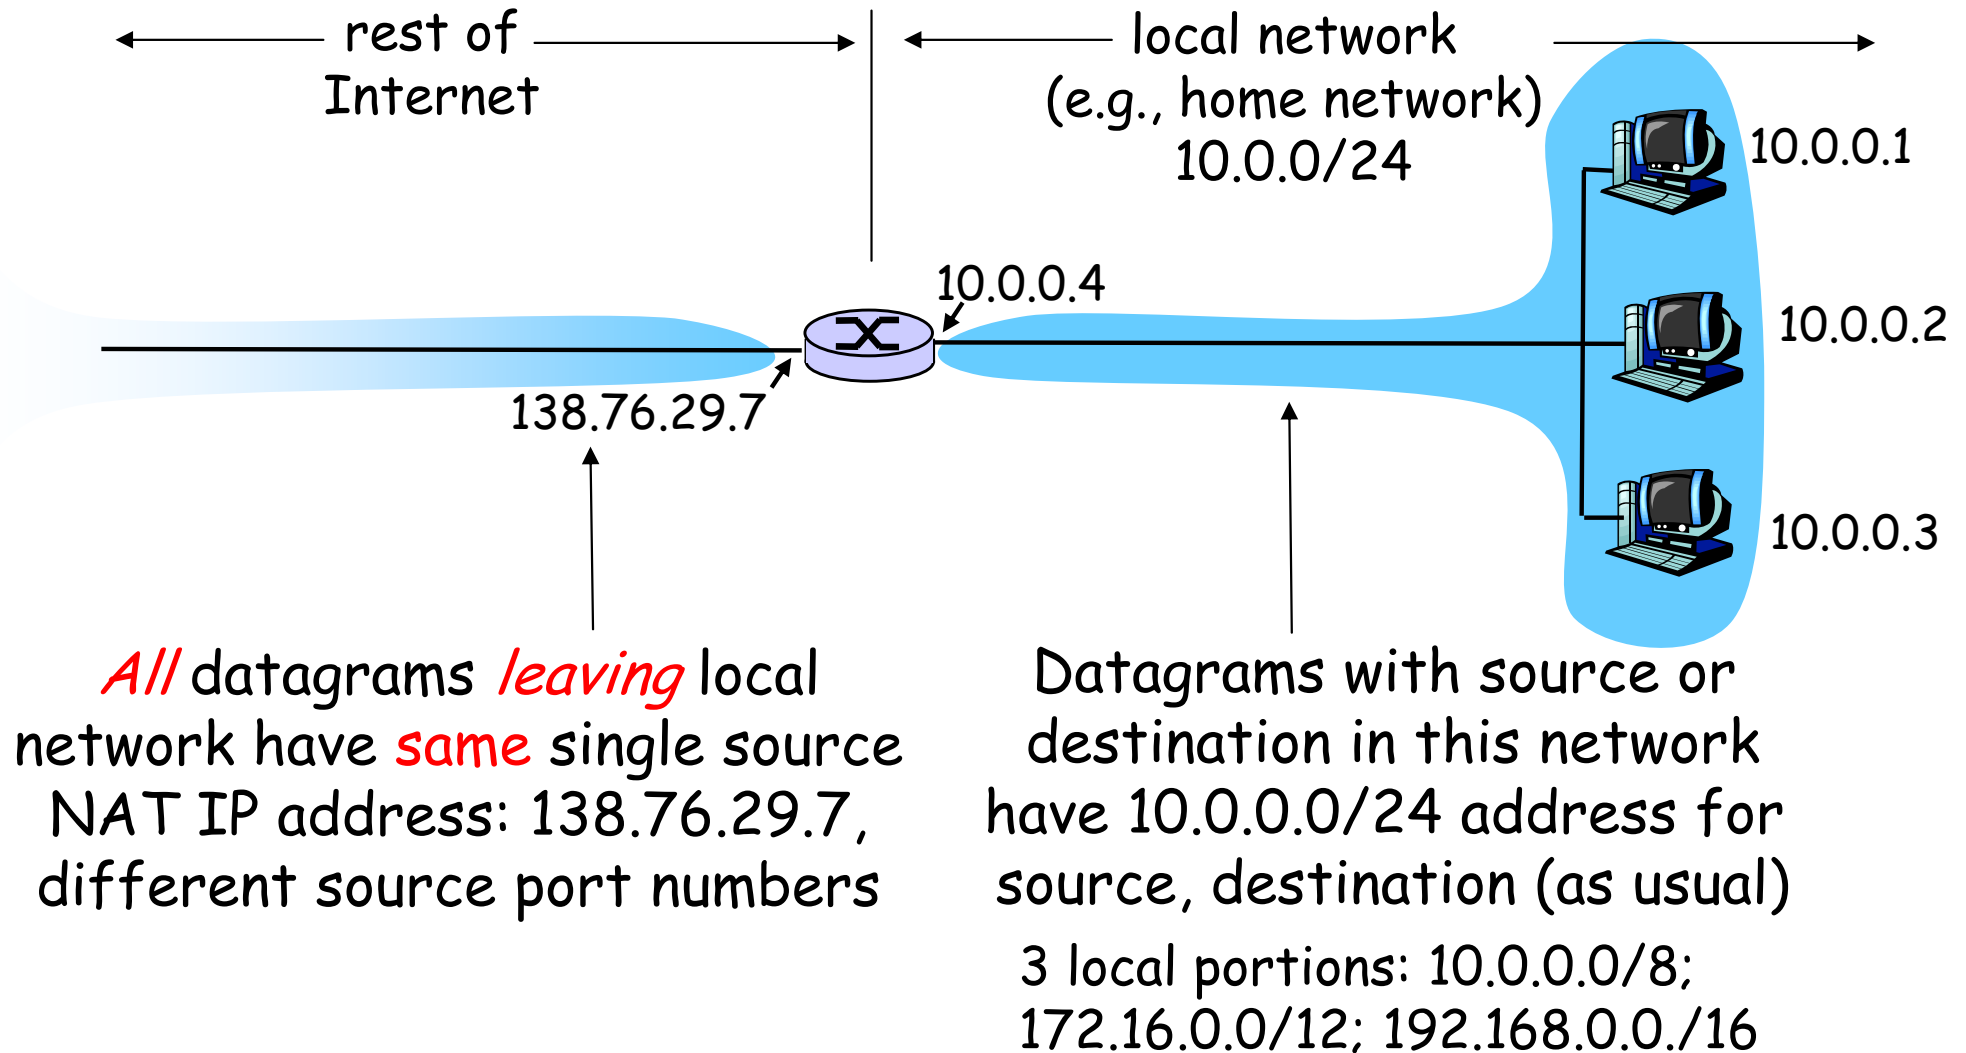 rest of
Internet
local network
(e.g., home network)
10.0.0/24
10.0.0.1
10.0.0.4
10.0.0.2
138.76.29.7
10.0.0.3
All datagrams leaving local
network have same single source
NAT IP address: 138.76.29.7,
different source port numbers
Datagrams with source or
destination in this network
have 10.0.0.0/24 address for
source, destination (as usual)
3 local portions: 10.0.0.0/8;
172.16.0.0/12; 192.168.0.0./16